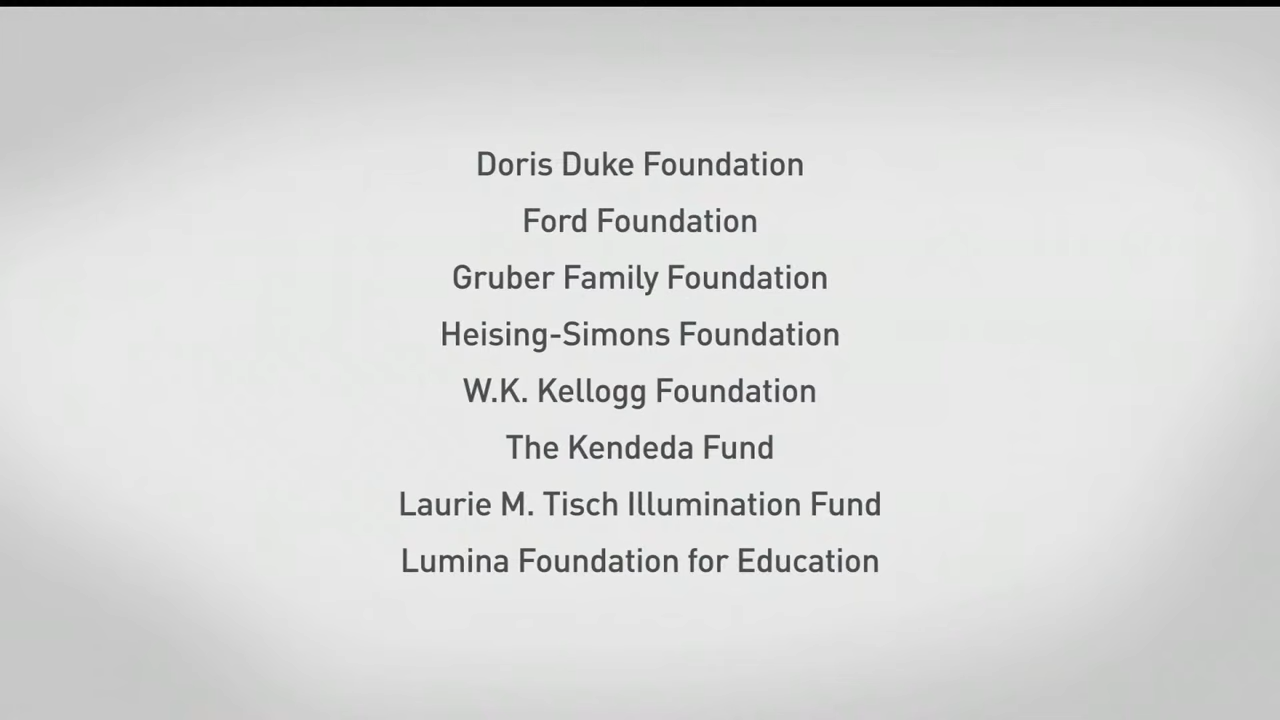 Doris Duke Foundation
Ford Foundation
Gruber Family Foundation
Heising-Simons Foundation
W.K. Kellogg Foundation
The Kendeda Fund
Laurie M. Tisch Illumination Fund
Lumina Foundation for Education